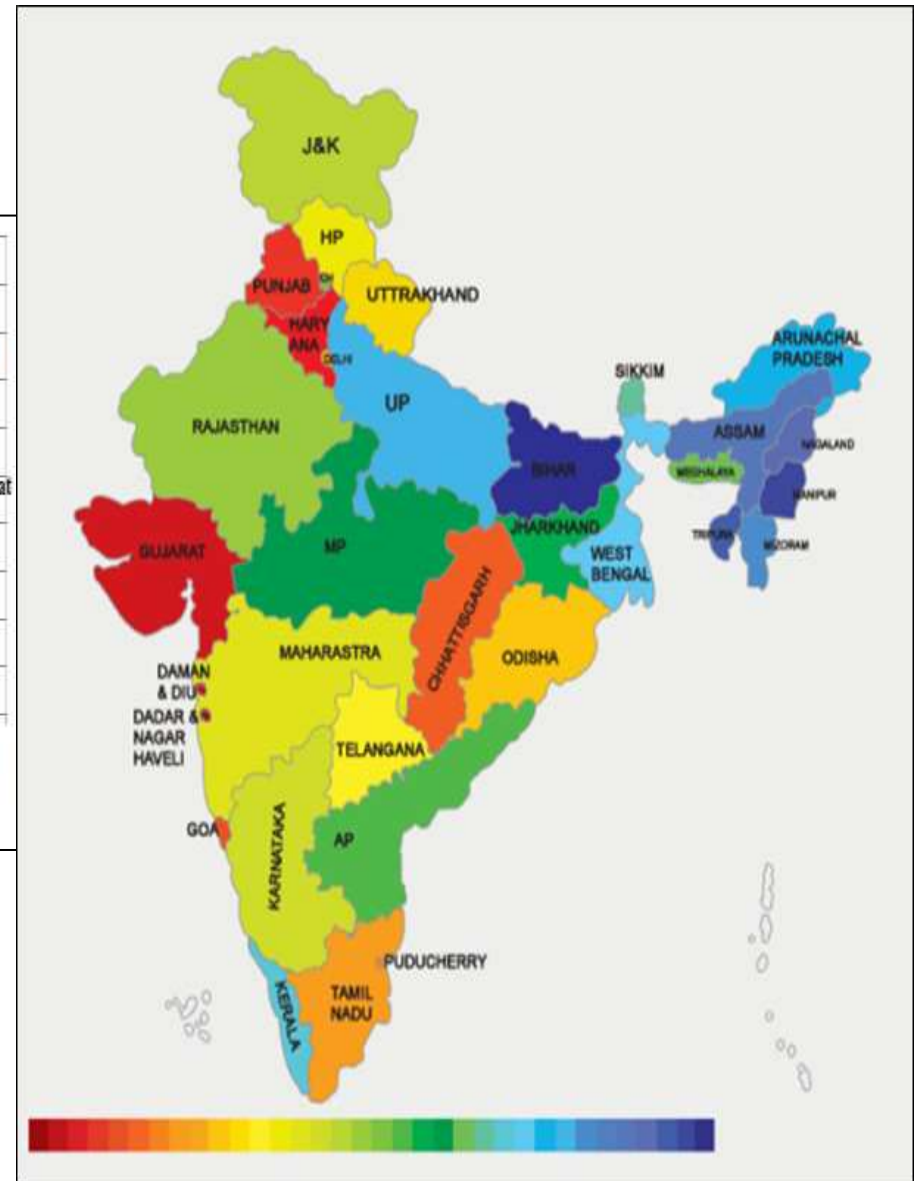 J&K
HP
PUNJAB
CH
UTTRAKHAND
HARY
ANA
DELHI
ARUNACHAL
PRADESH
SIKKIM
UP
RAJASTHAN
ASSAM
NAGALAND
BIHAR
MEGHALAYA
at
MANIPUR
JHARKHAND
TRIPURA
MIZORAM
GUJARAT
MP
WEST
BENGAL
CHHATTISGARH
MAHARASTRA
ODISHA
DAMAN
& DIU
DADAR &
NAGAR
HAVELI
TELANGANA
GOA
KARNATAKA
AP
PUDUCHERRY
KERALA
TAMIL
NADU